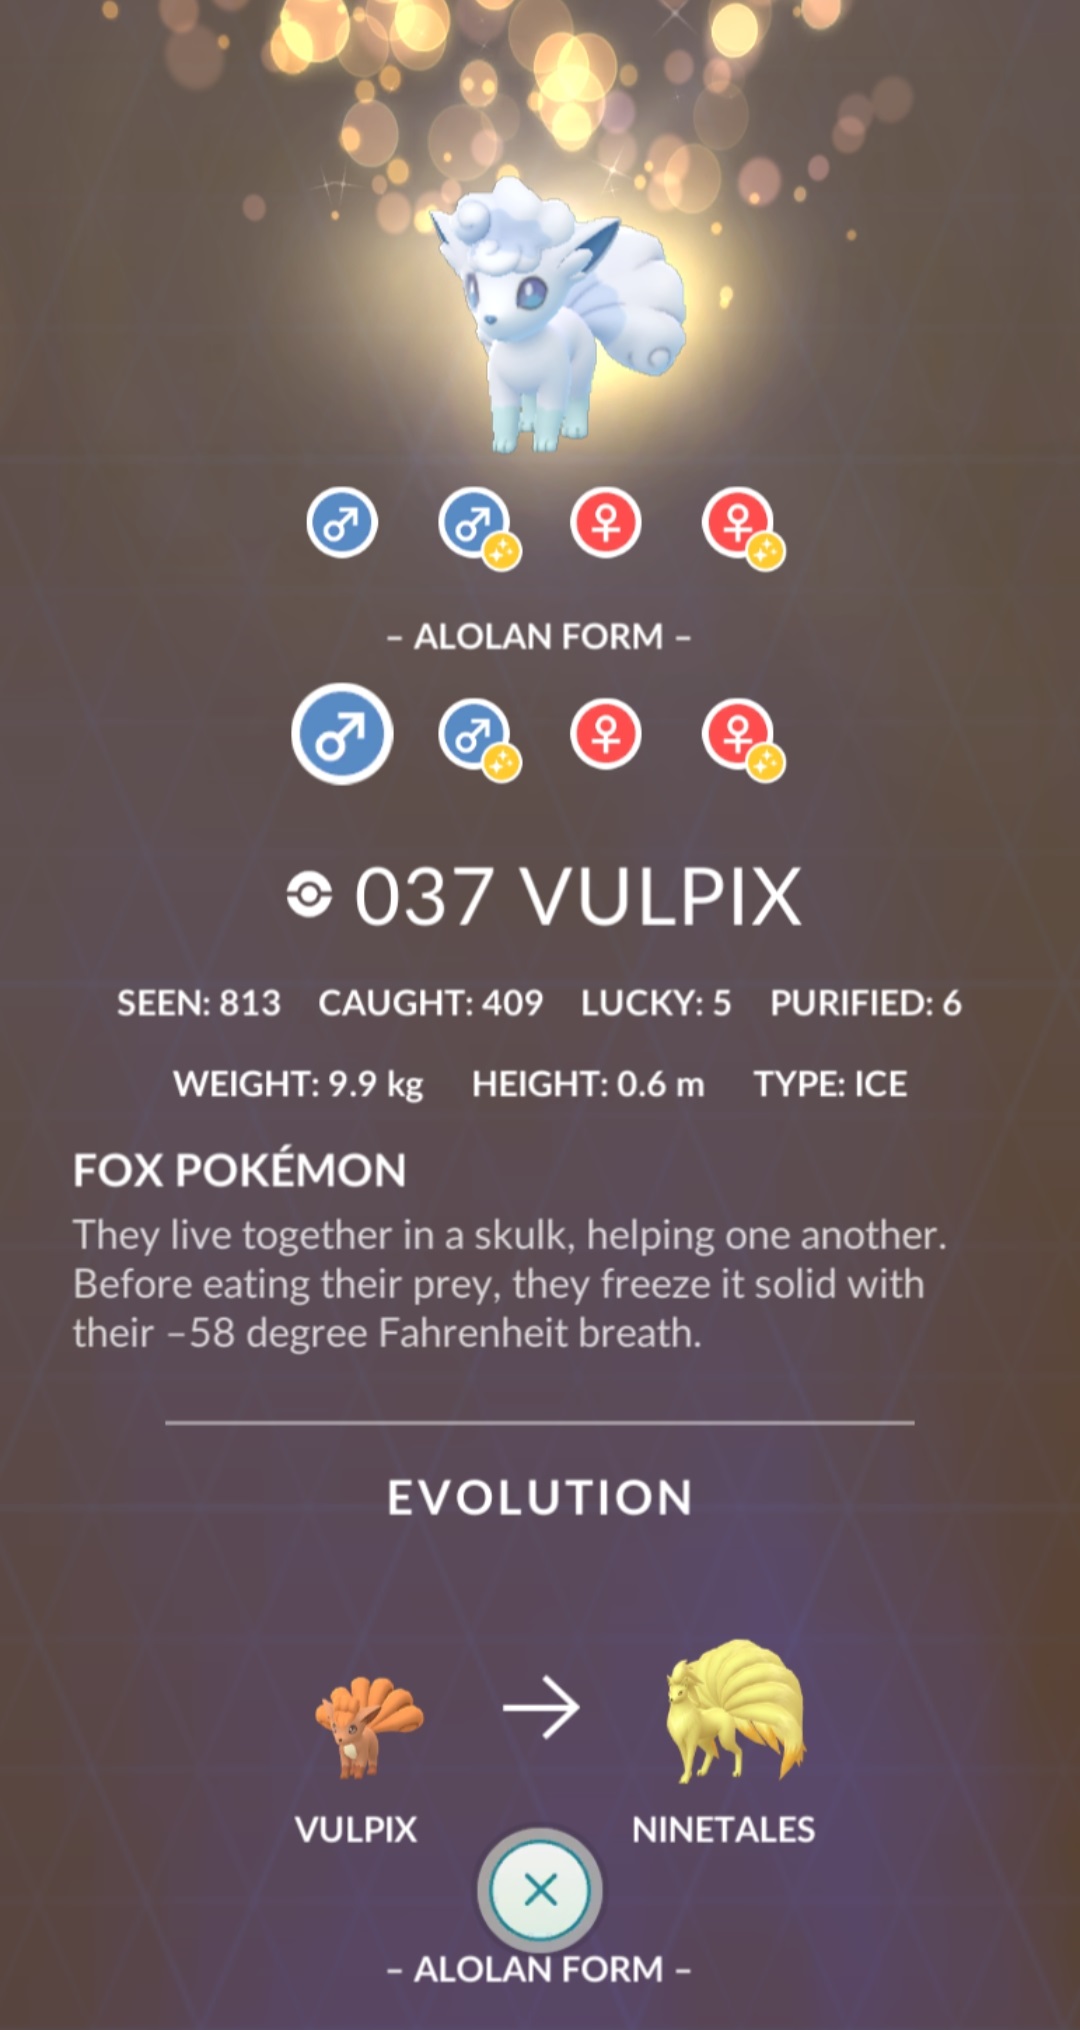 – ALOLAN FORM –
037 VULPIX
SEEN: 813 CAUGHT: 409 LUCKY: 5 PURIFIED: 6
WEIGHT: 9.9 kg HEIGHT: 0.6 m TYPE: ICE
FOX POKÉMON
They live together in a skulk, helping one another.
Before eating their prey, they freeze it solid with
their –58 degree Fahrenheit breath.
EVOLUTION
VULPIX NINETALES
– ALOLAN FORM –